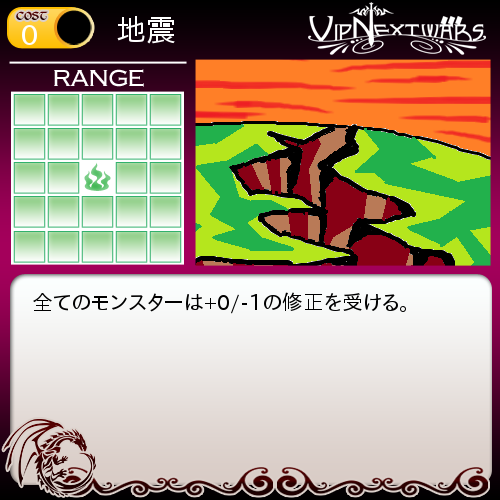 COST
0
地震
VIPNEXTWARS
RANGE
全てのモンスターは+0/-1の修正を受ける。